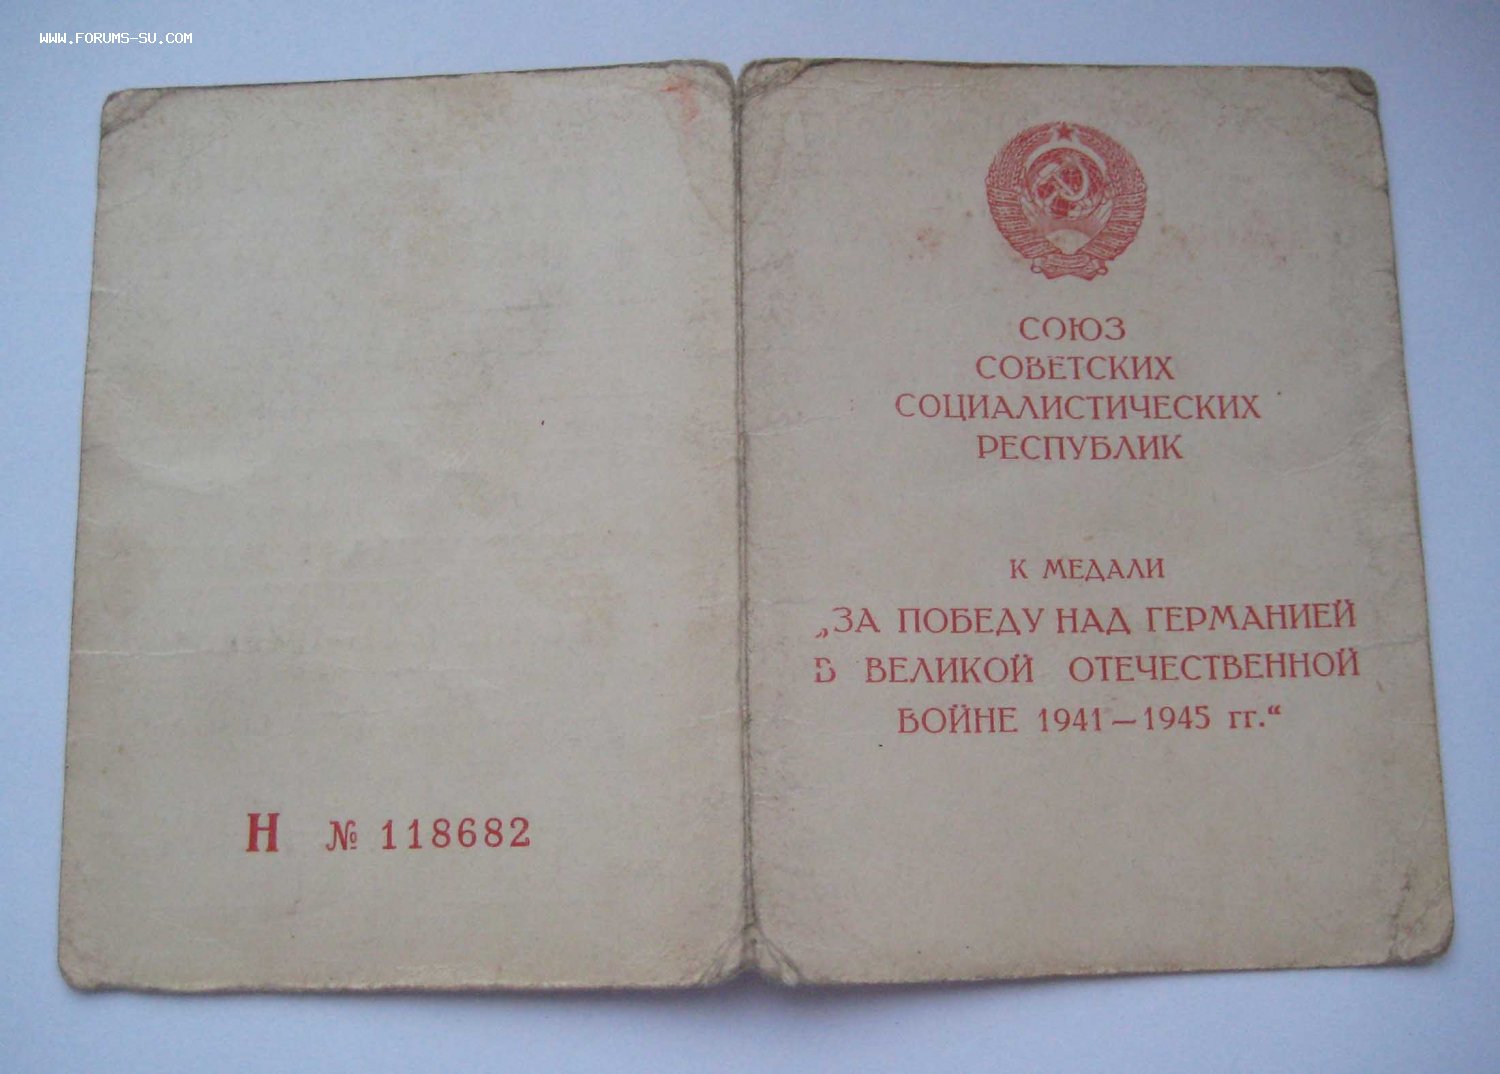 WWW.FORUMS-SU.COM
Н № 118682
СОЮЗ
СОВЕТСКИХ
СОЦИАЛИСТИЧЕСКИХ
РЕСПУБЛИК
К МЕДАЛИ
„ЗА ПОБЕДУ НАД ГЕРМАНИЕЙ
В ВЕЛИКОЙ ОТЕЧЕСТВЕННОЙ
ВОЙНЕ 1941—1945 гг.“